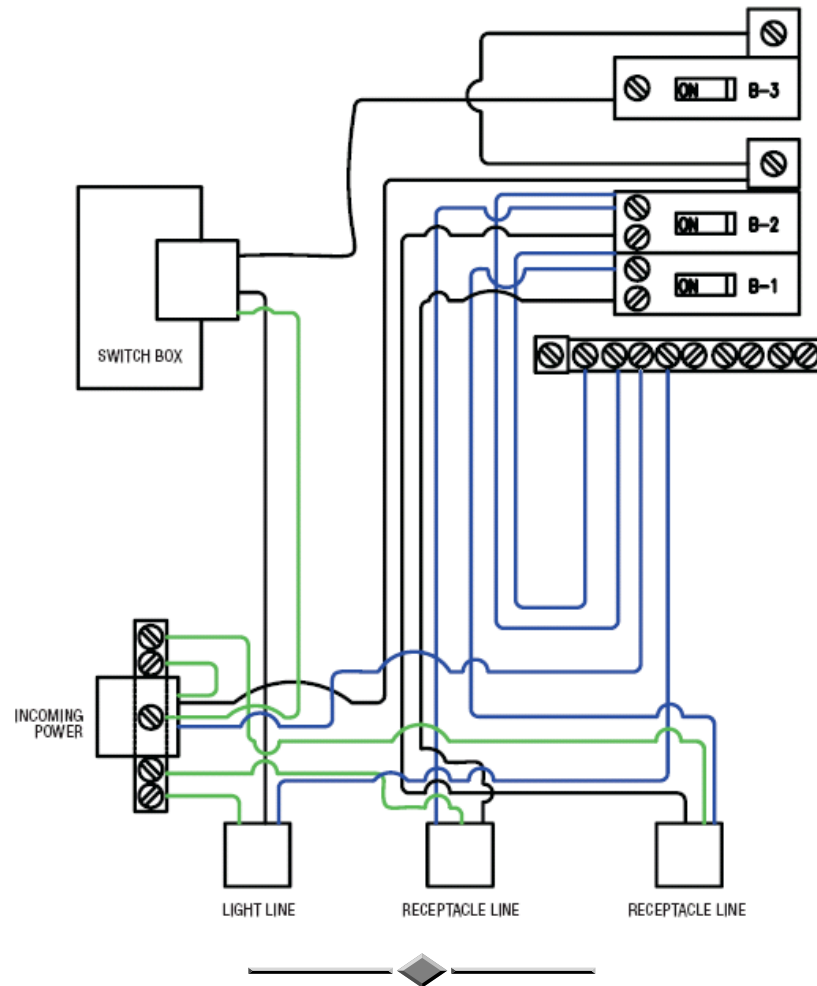 ON B-3
ON B-2
ON B-1
SWITCH BOX
INCOMING
POWER
LIGHT LINE
RECEPTACLE LINE
RECEPTACLE LINE